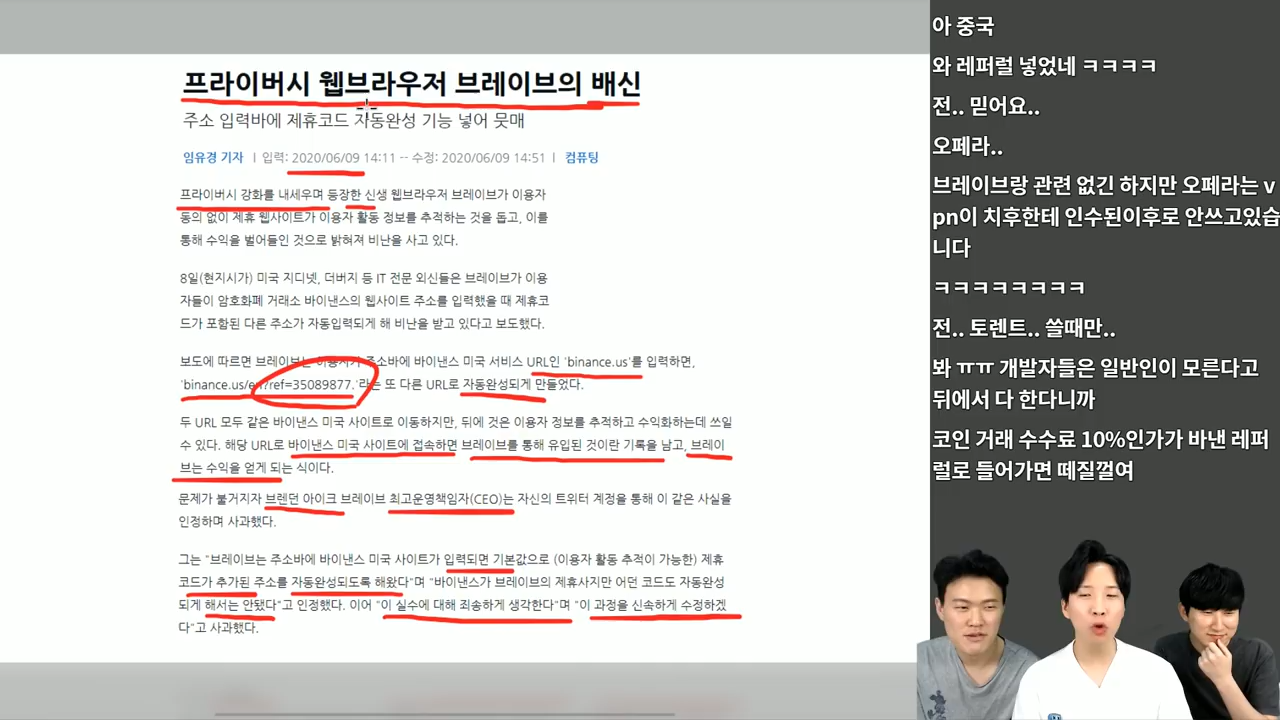 프라이버시 웹브라우저 브레이브의 배신
주소 입력바에 제휴코드 자동완성 기능 넣어 뭇매
임유경 기자 | 입력: 2020/06/09 14:11 -- 수정: 2020/06/09 14:51 | 컴퓨팅
프라이버시 강화를 내세우며 등장한 신생 웹브라우저 브레이브가 이용자
동의 없이 제휴 웹사이트가 이용자 활동 정보를 추적하는 것을 돕고, 이를
통해 수익을 벌어들인 것으로 밝혀져 비난을 사고 있다.
8일(현지시가) 미국 지디넷, 더버지 등 IT 전문 외신들은 브레이브가 이용
자들이 암호화폐 거래소 바이낸스의 웹사이트 주소를 입력했을 때 제휴코
드가 포함된 다른 주소가 자동입력되게 해 비난을 받고 있다고 보도했다.
보도에 따르면 브레이브는 이용자가 주소바에 바이낸스 미국 서비스 URL인 'binance.us'를 입력하면,
'binance.us/en?ref=35089877.'라는 또 다른 URL로 자동완성되게 만들었다.
두 URL 모두 같은 바이낸스 미국 사이트로 이동하지만, 뒤에 것은 이용자 정보를 추적하고 수익화하는데 쓰일
수 있다. 해당 URL로 바이낸스 미국 사이트에 접속하면 브레이브를 통해 유입된 것이란 기록을 남고, 브레이
브는 수익을 얻게 되는 식이다.
문제가 불거지자 브렌던 아이크 브레이브 최고운영책임자(CEO)는 자신의 트위터 계정을 통해 이 같은 사실을
인정하며 사과했다.
그는 "브레이브는 주소바에 바이낸스 미국 사이트가 입력되면 기본값으로 (이용자 활동 추적이 가능한) 제휴
코드가 추가된 주소를 자동완성되도록 해왔다"며 "바이낸스가 브레이브의 제휴사지만 어떤 코드도 자동완성
되게 해서는 안됐다"고 인정했다. 이어 "이 실수에 대해 죄송하게 생각한다"며 "이 과정을 신속하게 수정하겠
다"고 사과했다.
아 중국
와 레퍼럴 넣었네 ㅋㅋㅋㅋ
전.. 믿어요..
오페라..
브레이브랑 관련 없긴 하지만 오페라는 v
pn이 치후한테 인수된이후로 안쓰고있습
니다
ㅋㅋㅋㅋㅋㅋㅋㅋ
전.. 토렌트.. 쓸때만..
봐 ㅠㅠ 개발자들은 일반인이 모른다고
뒤에서 다 한다니까
코인 거래 수수료 10%인가가 바낸 레퍼
럴로 들어가면 떼질껄여